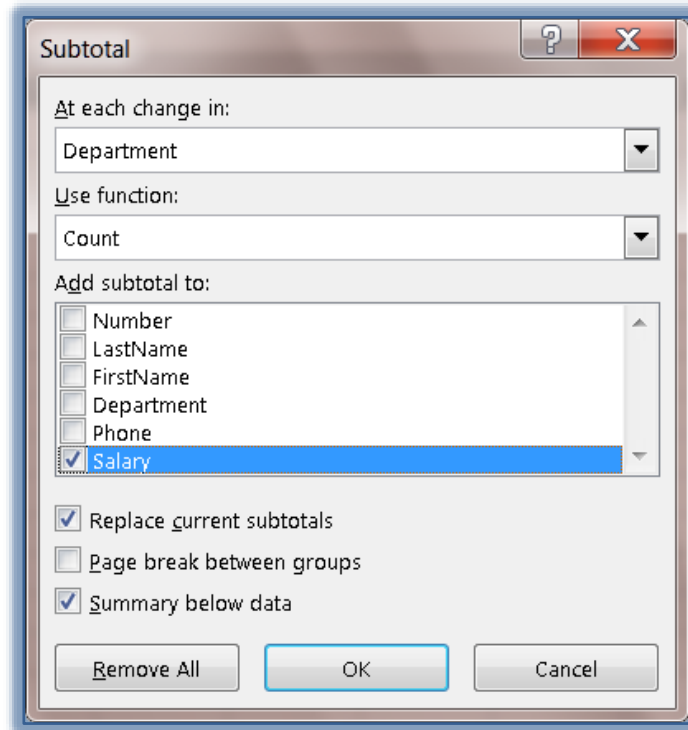 Subtotal
?
X
At each change in:
Department
Use function:
Count
Add subtotal to:
Number
LastName
FirstName
Department
Phone
Salary
Replace current subtotals
Page break between groups
Summary below data
Remove All
OK
Cancel